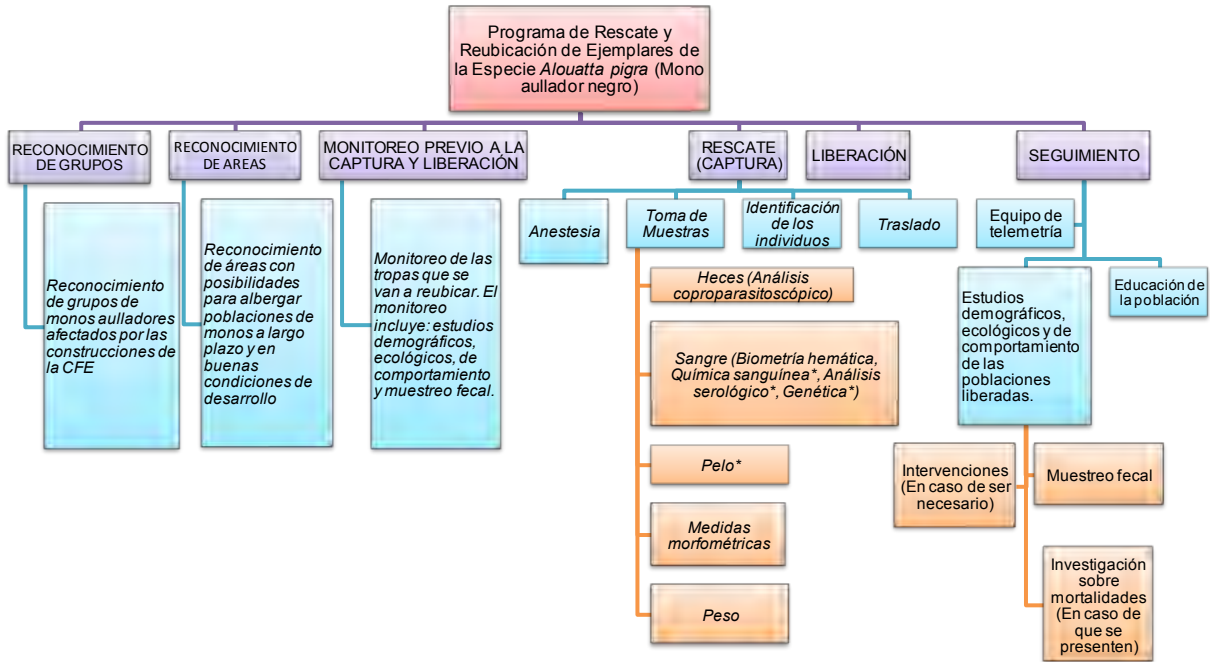 Programa de Rescate y
Reubicación de Ejemplares de
la Especie Alouatta pigra (Mono
aullador negro)
RECONOCIMIENTO
DE GRUPOS
RECONOCIMIENTO
DE AREAS
MONITOREO PREVIO A LA
CAPTURA Y LIBERACIÓN
RESCATE
(CAPTURA)
LIBERACIÓN
SEGUIMIENTO
Reconocimiento
de grupos de
monos aulladores
afectados por las
construcciones de
la CFE
Reconocimiento
de áreas con
posibilidades
para albergar
poblaciones de
monos a largo
plazo y en
buenas
condiciones de
desarrollo
Monitoreo de las
tropas que se
van a reubicar. El
monitoreo
incluye: estudios
demográficos,
ecológicos, de
comportamiento
y muestreo fecal.
Anestesia
Toma de
Muestras
Identificación
de los
individuos
Traslado
Heces (Análisis
coproparasitoscópico)
Sangre (Biometría hemática,
Química sanguínea*, Análisis
serológico*, Genética*)
Pelo*
Medidas
morfométricas
Peso
Equipo de
telemetría
Estudios
demográficos,
ecológicos y de
comportamiento
de las
poblaciones
liberadas.
Educación de
la población
Intervenciones
(En caso de ser
necesario)
Muestreo fecal
Investigación
sobre
mortalidades
(En caso de
que se
presenten)